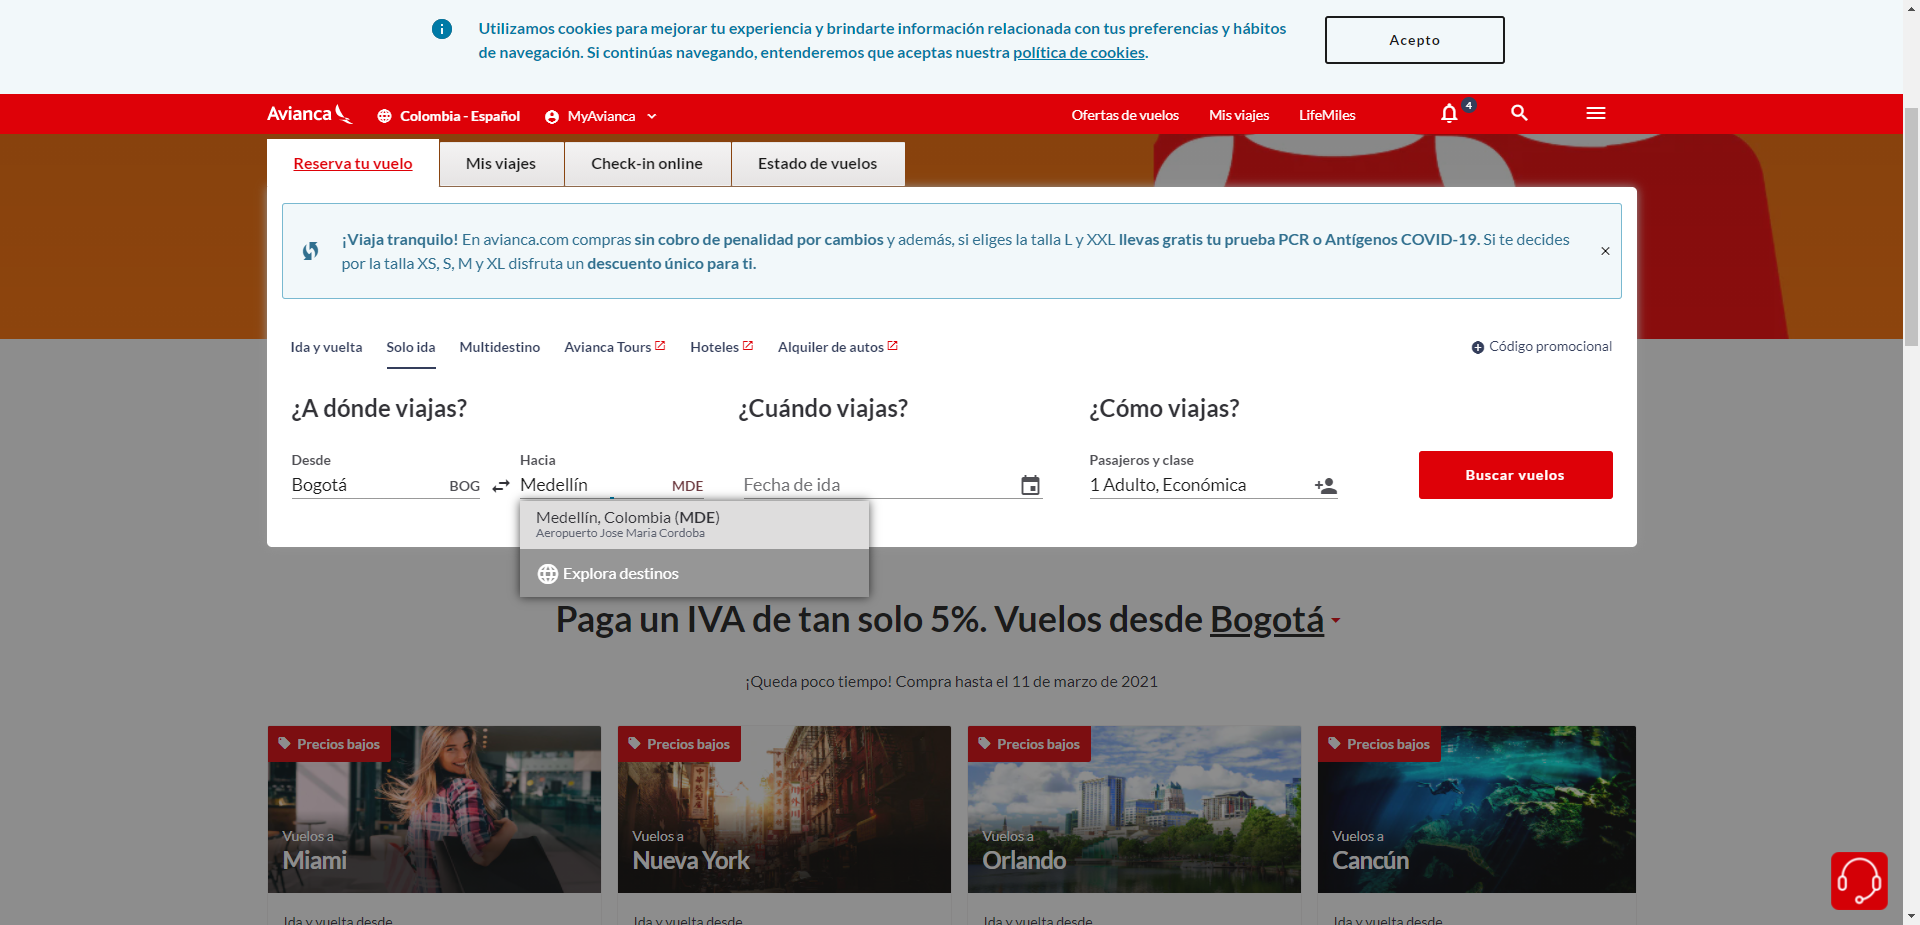 Utilizamos cookies para mejorar tu experiencia y brindarte información relacionada con tus preferencias y hábitos
de navegación. Si continúas navegando, entenderemos que aceptas nuestra política de cookies.
Acepto
Avianca
Colombia - Español
MyAvianca
Ofertas de vuelos
Mis viajes
LifeMiles
4
Reserva tu vuelo
Mis viajes
Check-in online
Estado de vuelos
¡Viaja tranquilo! En avianca.com compras sin cobro de penalidad por cambios y además, si eliges la talla L y XXL llevas gratis tu prueba PCR o Antígenos COVID-19. Si te decides
por la talla XS, S, M y XL disfruta un descuento único para ti.
Ida y vuelta
Solo ida
Multidestino
Avianca Tours
Hoteles
Alquiler de autos
Código promocional
¿A dónde viajas?
¿Cuándo viajas?
¿Cómo viajas?
Desde
Hacia
Pasajeros y clase
Bogotá BOG
Medellín MDE
Fecha de ida
1 Adulto, Económica
Buscar vuelos
Medellín, Colombia (MDE)
Aeropuerto Jose Maria Cordoba
Explora destinos
Paga un IVA de tan solo 5%. Vuelos desde Bogotá
¡Queda poco tiempo! Compra hasta el 11 de marzo de 2021
Precios bajos
Vuelos a
Miami
Ida y vuelta desde
Precios bajos
Vuelos a
Nueva York
Ida y vuelta desde
Precios bajos
Vuelos a
Orlando
Ida y vuelta desde
Precios bajos
Vuelos a
Cancún
Ida y vuelta desde